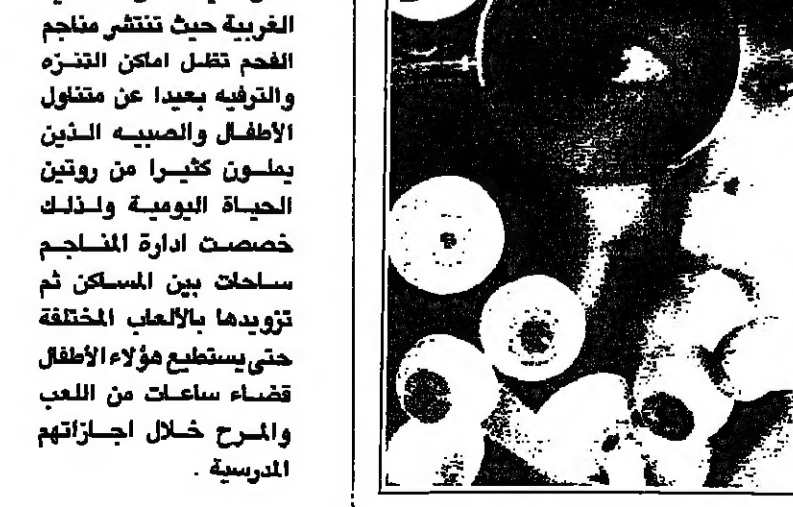 الغربية حيث تنتشر مناجم
الفحم تظل اماكن التنزه
والترفيه بعيدا عن متناول
الأطفال والصبيه الذين
يملون كثيرا من روتين
الحياة اليومية ولذلك
خصصت ادارة المناجم
ساحات بين المساكن ثم
تزويدها بالألعاب المختلفة
حتى يستطيع هؤلاء الأطفال
قضاء ساعات من اللعب
والمرح خلال اجازاتهم
المدرسية .